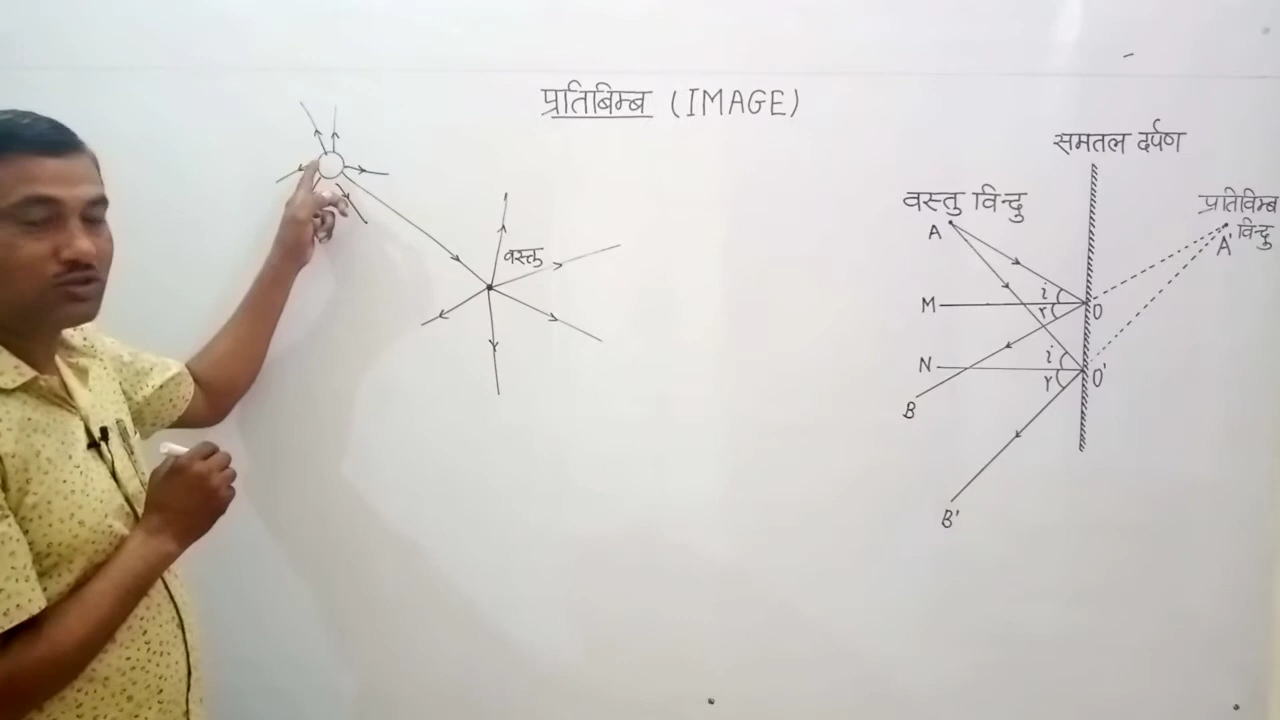 प्रतिबिम्ब (IMAGE)
समतल दर्पण
वस्तु विन्दु
प्रतिविम्ब
विन्दु
A
A'
वस्तु
M
i
r
O
N
i
r
O'
B
B'